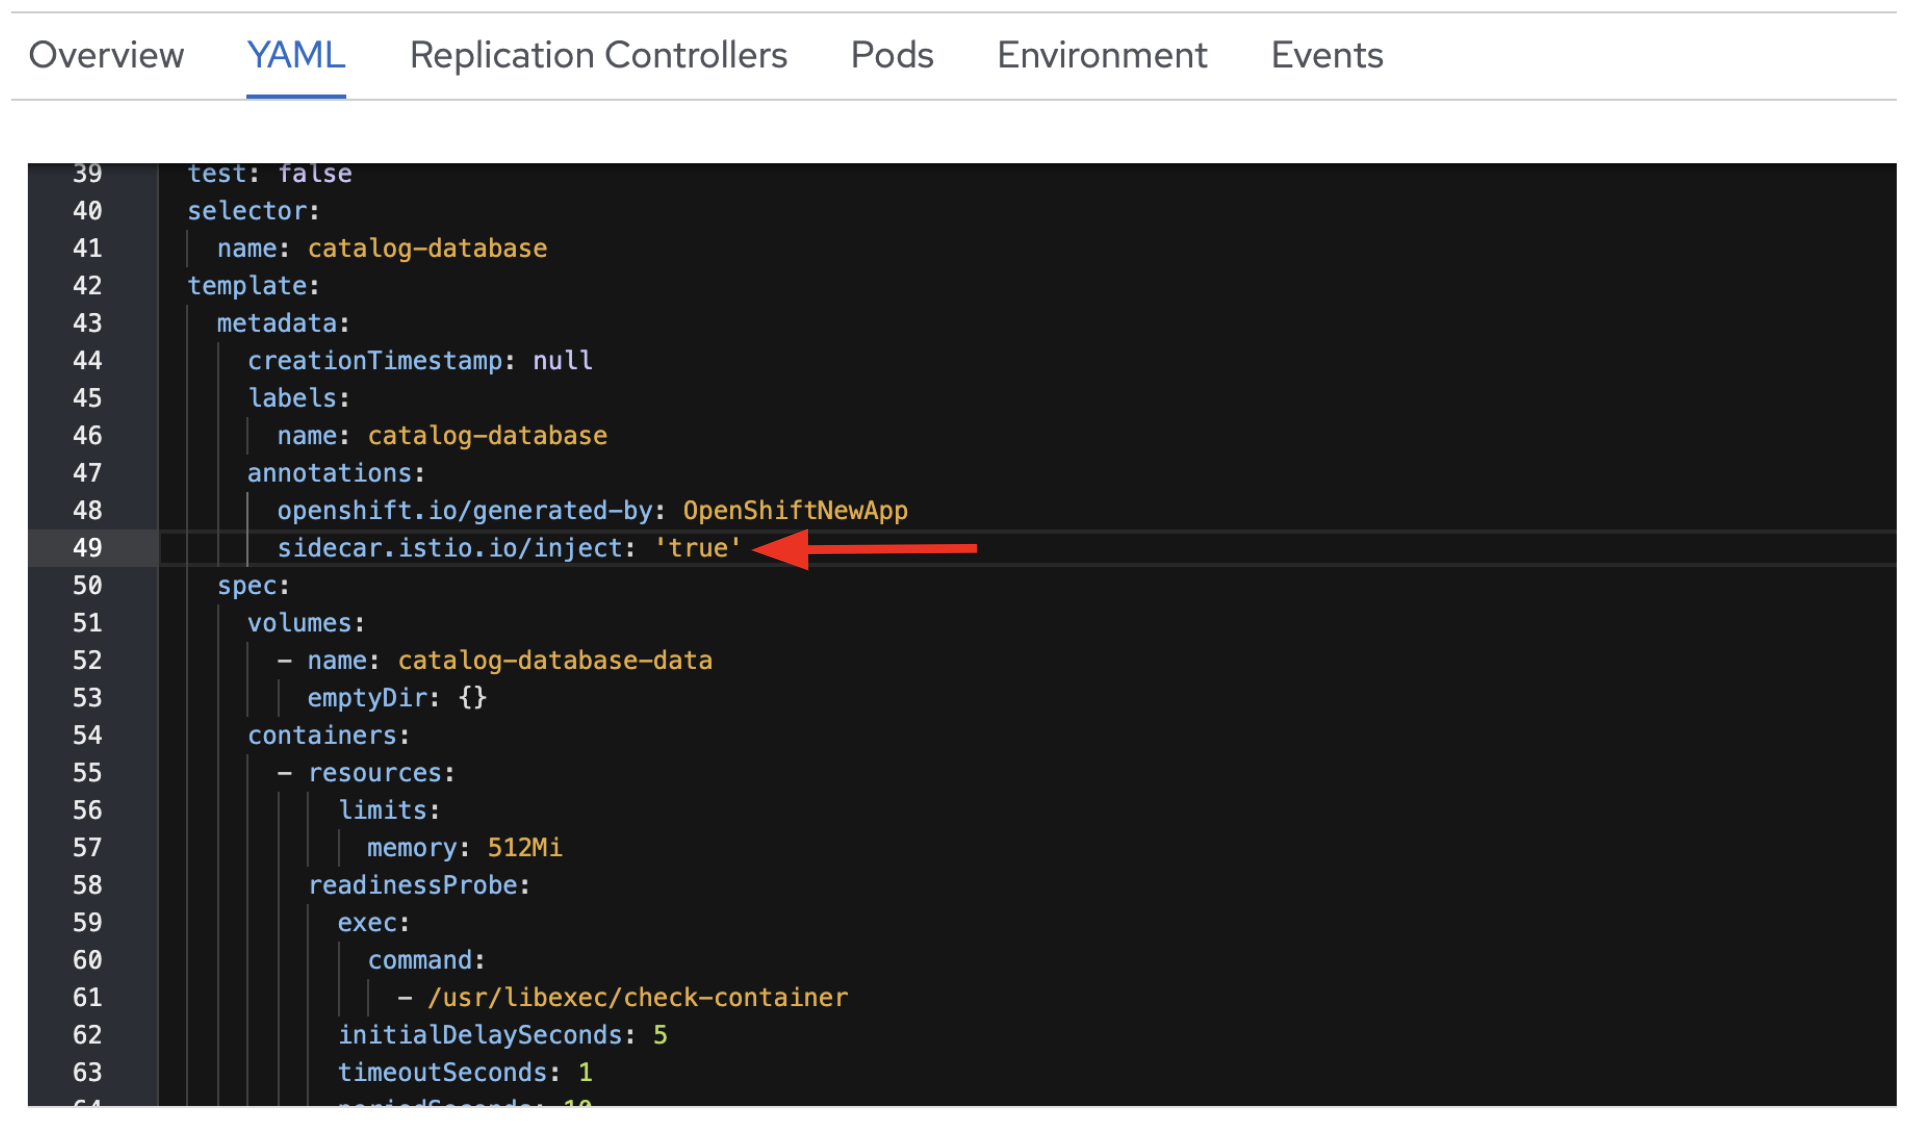 Overview YAML Replication Controllers Pods Environment Events
39 test: false
40 selector:
41 name: catalog-database
42 template:
43 metadata:
44 creationTimestamp: null
45 labels:
46 name: catalog-database
47 annotations:
48 openshift.io/generated-by: OpenShiftNewApp
49 sidecar.istio.io/inject: 'true'
50 spec:
51 volumes:
52 - name: catalog-database-data
53 emptyDir: {}
54 containers:
55 - resources:
56 limits:
57 memory: 512Mi
58 readinessProbe:
59 exec:
60 command:
61 - /usr/libexec/check-container
62 initialDelaySeconds: 5
63 timeoutSeconds: 1
64 periodSeconds: 10